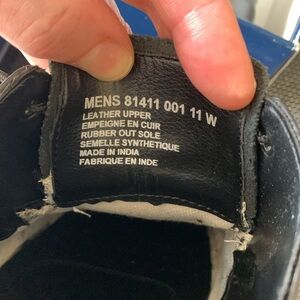 MENS 81411 001 11 W
LEATHER UPPER
EMPEIGNE EN CUIR
RUBBER OUT SOLE
SEMELLE SYNTHETIQUE
MADE IN INDIA
FABRIQUE EN INDE